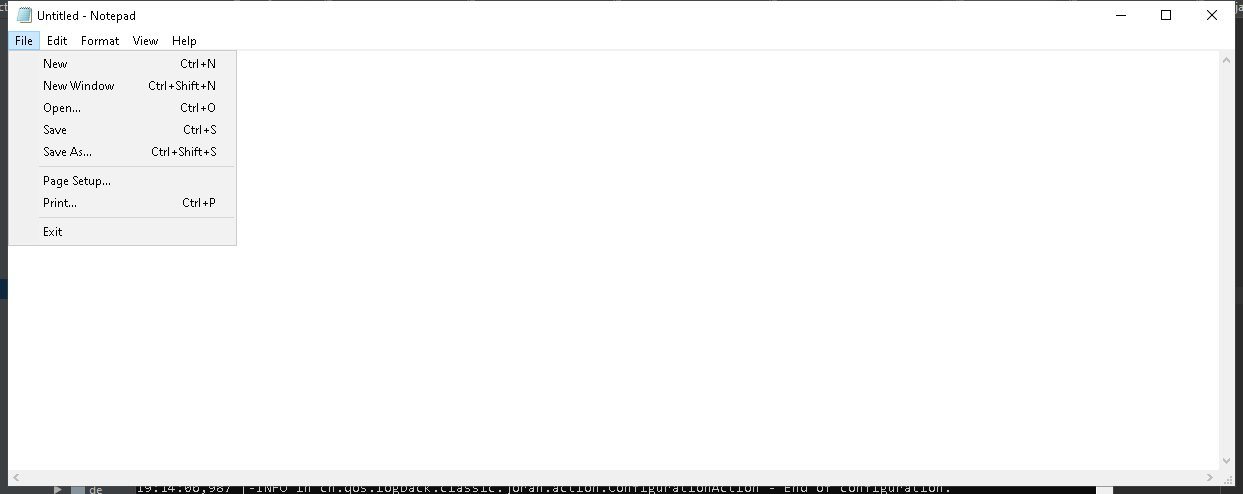 Untitled - Notepad
File Edit Format View Help
New Ctrl+N
New Window Ctrl+Shift+N
Open... Ctrl+O
Save Ctrl+S
Save As... Ctrl+Shift+S
Page Setup...
Print... Ctrl+P
Exit
de 19:14:06,987 |-INFO in ch.qos.logback.classic.joran.action.ConfigurationAction - End of configuration.